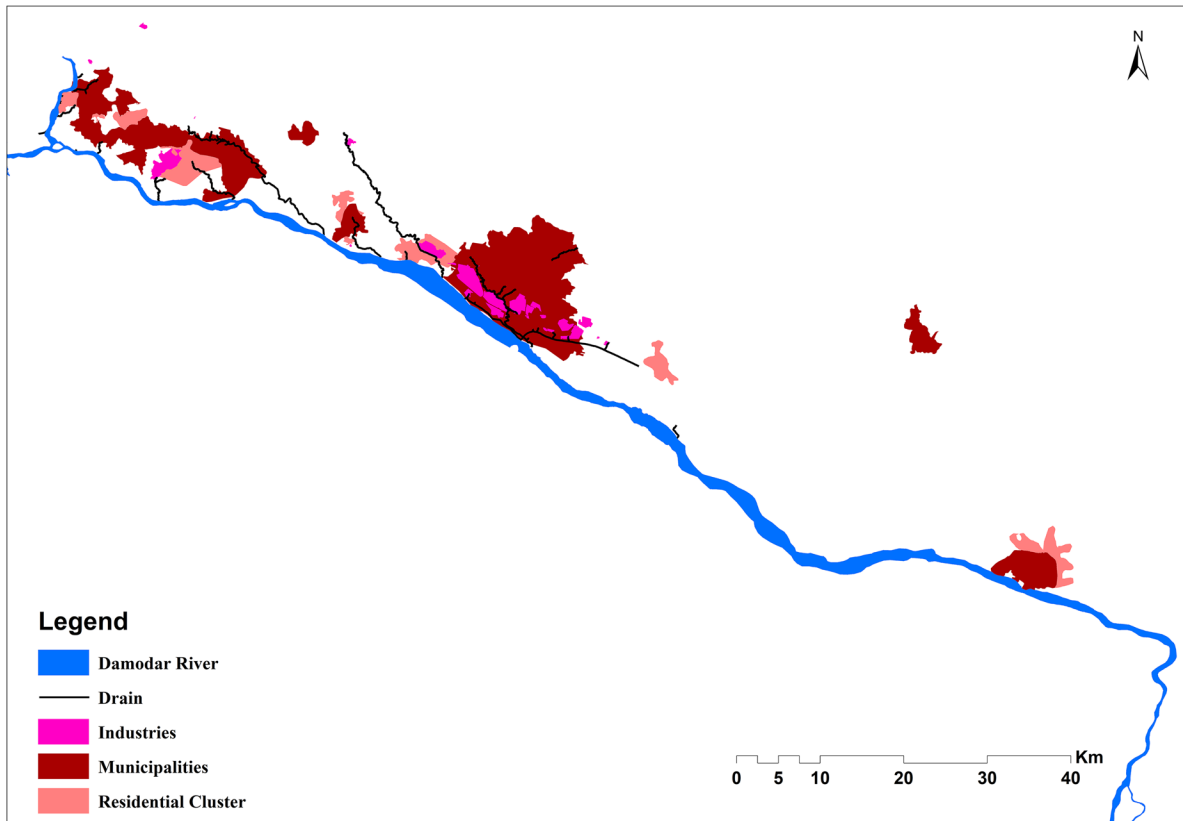 N
Legend
Damodar River
Drain
Industries
Municipalities
Residential Cluster
Km
0 5 10 20 30 40